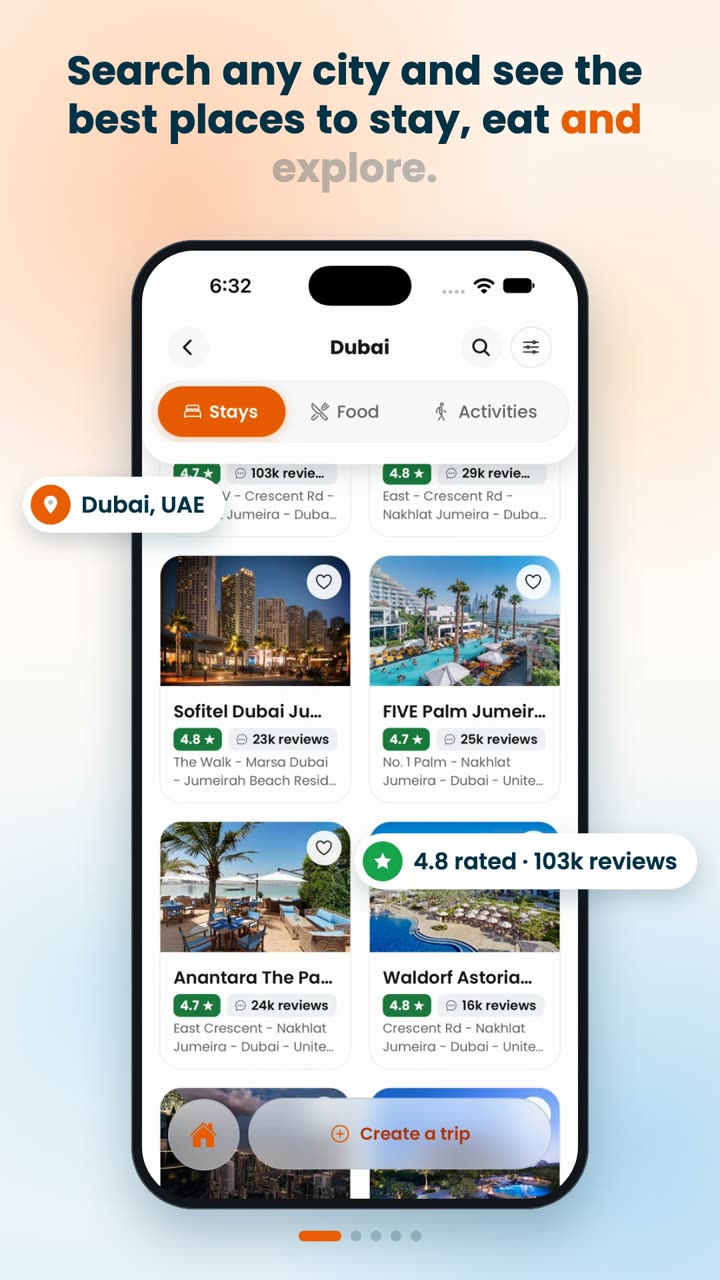 Search any city and see the
best places to stay, eat and
explore.
6:32
Dubai
Stays
Food
Activities
4.7 ★ 103k revie...
4.8 ★ 29k revie...
V - Crescent Rd -
Jumeira - Duba...
East - Crescent Rd -
Nakhlat Jumeira - Duba...
Dubai, UAE
Sofitel Dubai Ju...
4.8 ★ 23k reviews
The Walk - Marsa Dubai
- Jumeirah Beach Resid...
FIVE Palm Jumeir...
4.7 ★ 25k reviews
No. 1 Palm - Nakhlat
Jumeira - Dubai - Unite...
4.8 rated · 103k reviews
Anantara The Pa...
4.7 ★ 24k reviews
East Crescent - Nakhlat
Jumeira - Dubai - Unite...
Waldorf Astoria...
4.8 ★ 16k reviews
Crescent Rd - Nakhlat
Jumeira - Dubai - Unite...
Create a trip